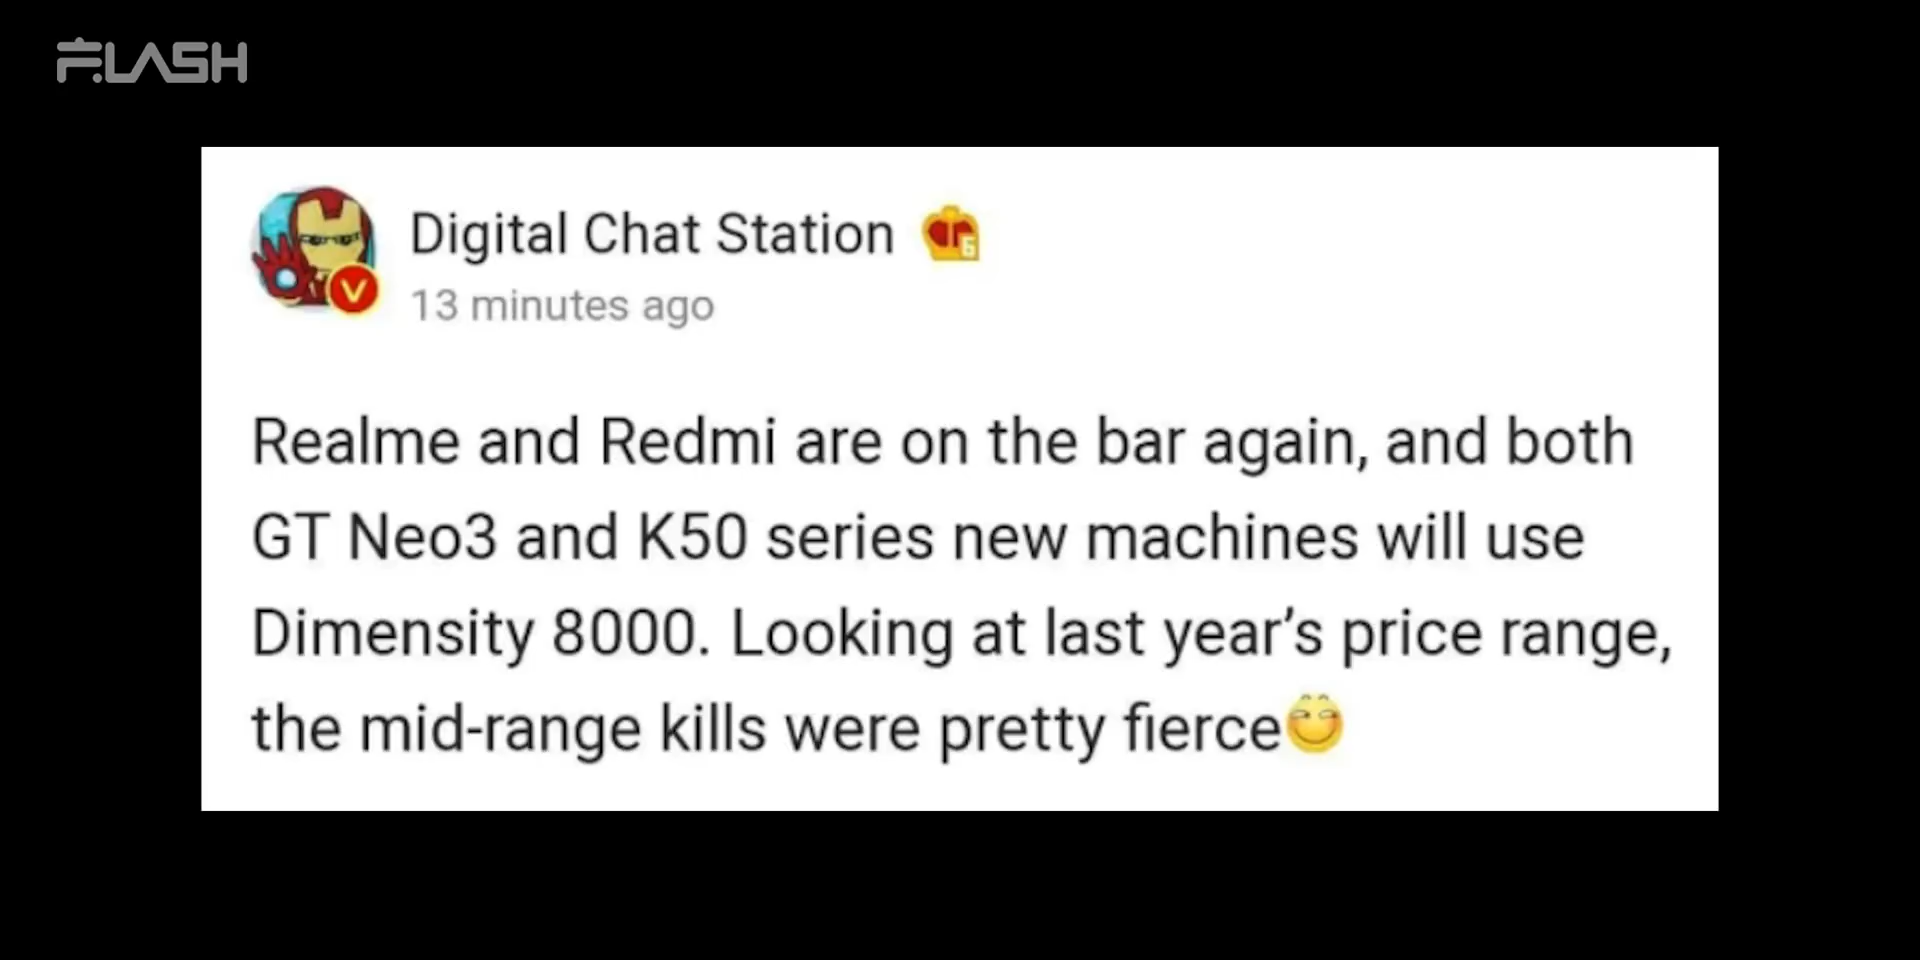 FLASH
Digital Chat Station
6
13 minutes ago
V
Realme and Redmi are on the bar again, and both
GT Neo3 and K50 series new machines will use
Dimensity 8000. Looking at last year’s price range,
the mid-range kills were pretty fierce